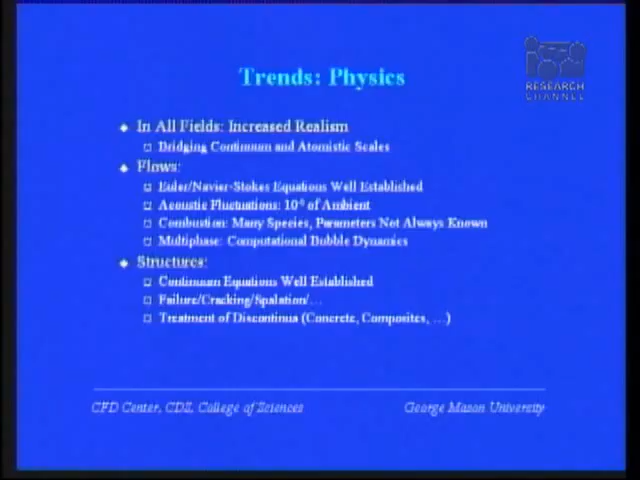 Trends: Physics
RESEARCH
CHANNEL
◆ In All Fields: Increased Realism
□ Bridging Continuum and Atomistic Scales
◆ Flows:
□ Euler/Navier-Stokes Equations Well Established
□ Acoustic Fluctuations: 10⁻⁶ of Ambient
□ Combustion: Many Species, Parameters Not Always Known
□ Multiphase: Computational Bubble Dynamics
◆ Structures:
□ Continuum Equations Well Established
□ Failure/Cracking/Spalation/…
□ Treatment of Discontinua (Concrete, Composites, …)
CFD Center, CDS, College of Sciences
George Mason University